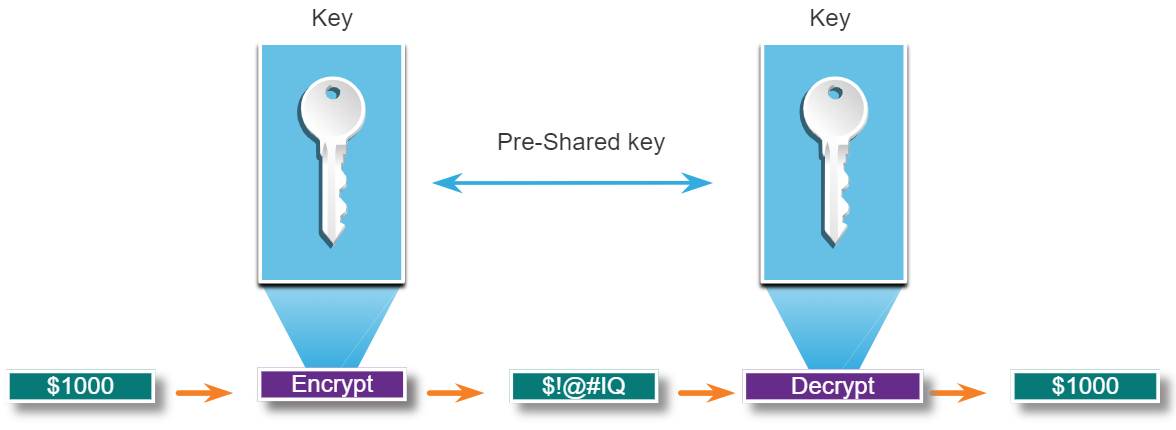 Key
Key
Pre-Shared key
$1000
Encrypt
$!@#IQ
Decrypt
$1000